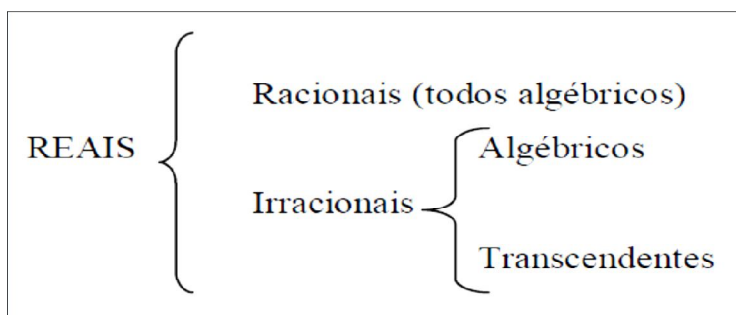 Racionais (todos algébricos)
REAIS
Algébricos
Irracionais
Transcendentes